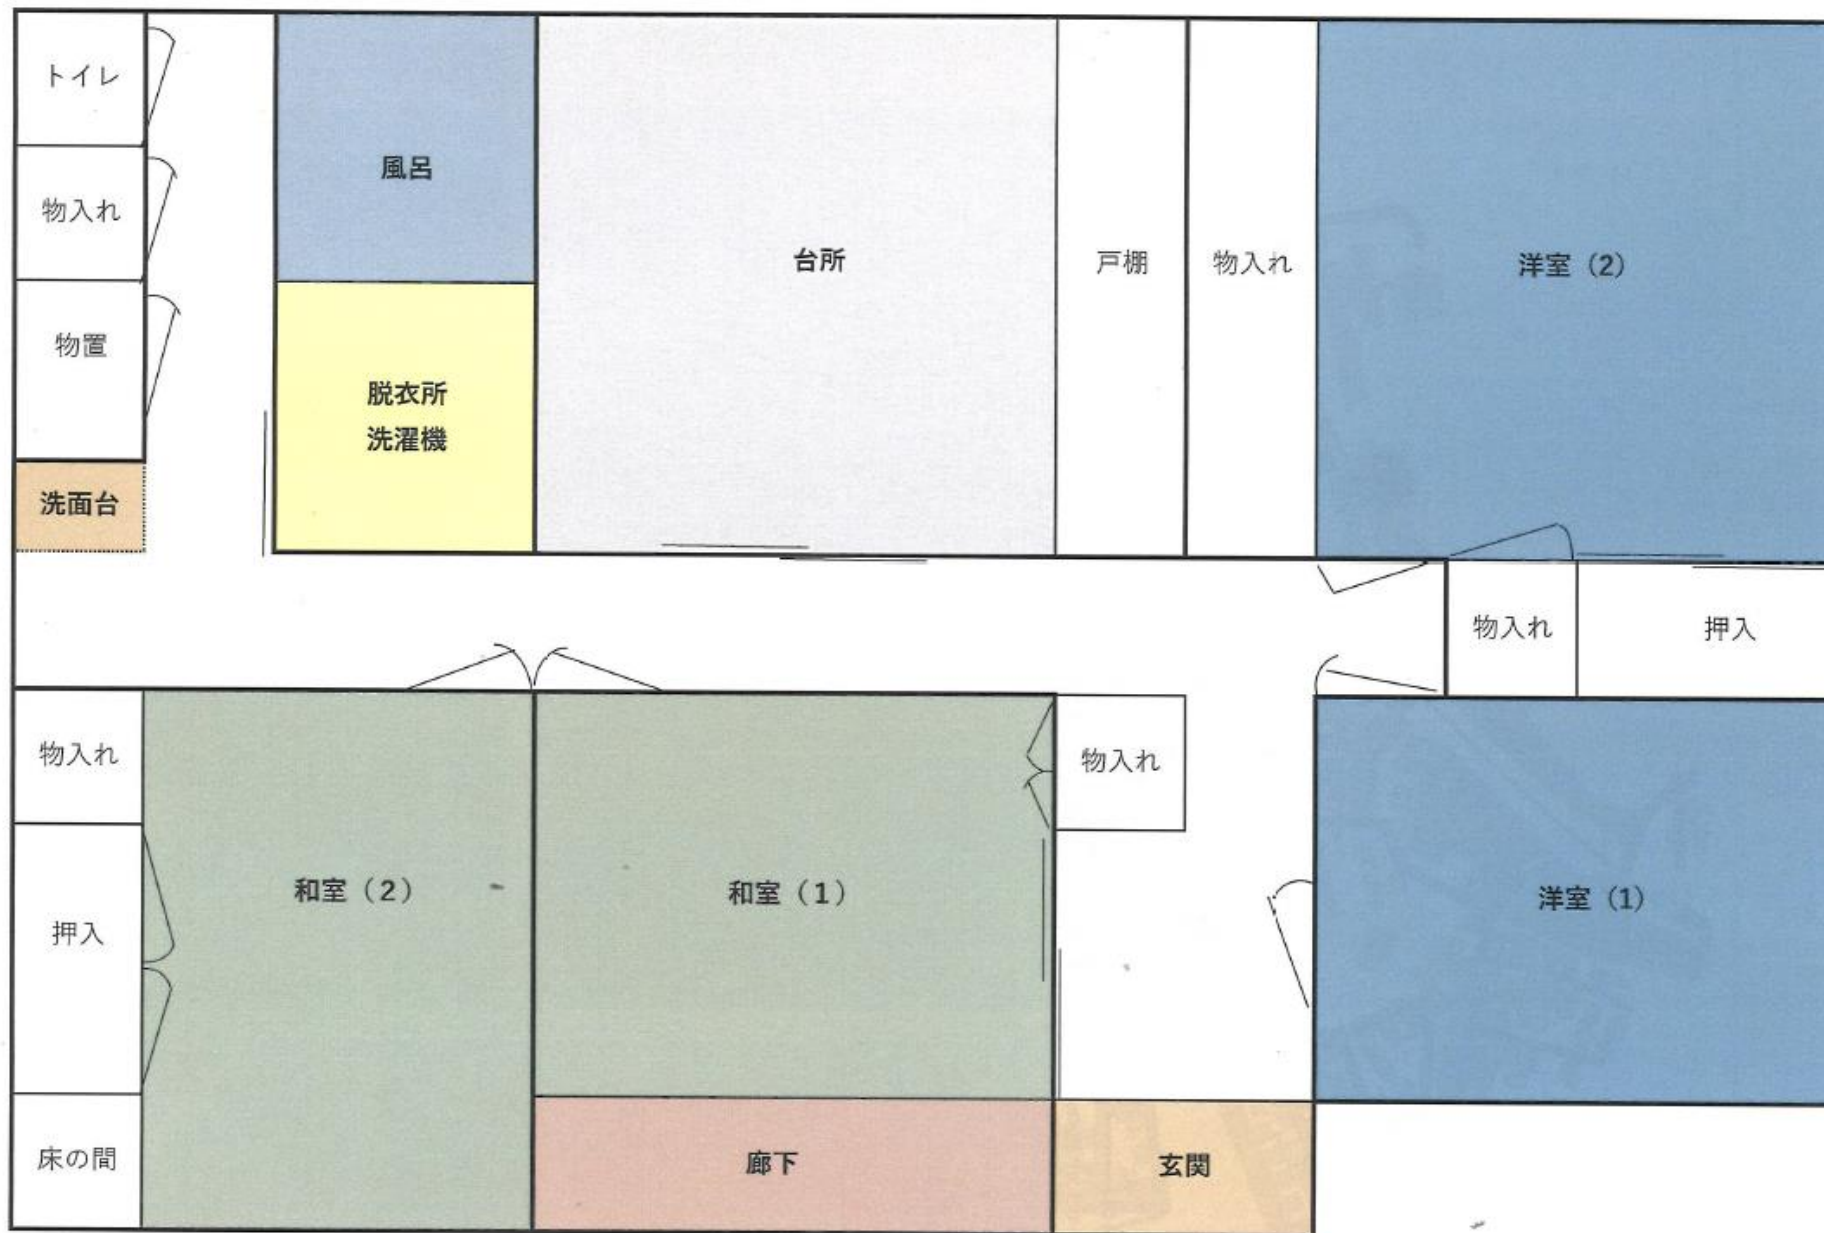 トイレ
物入れ
物置
洗面台
風呂
脱衣所
洗濯機
台所
戸棚
物入れ
洋室（2）
物入れ
押入
物入れ
押入
床の間
和室（2）
和室（1）
物入れ
洋室（1）
廊下
玄関